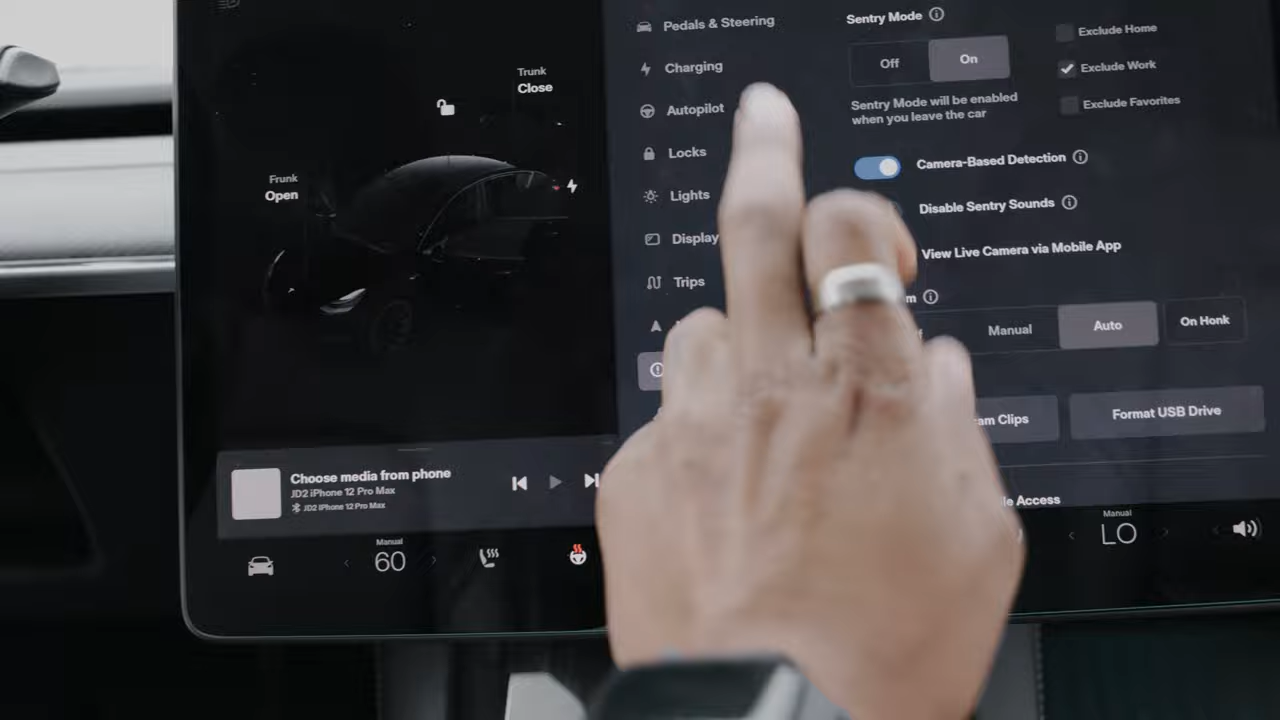 Trunk
Close
Frunk
Open
Choose media from phone
JD2 iPhone 12 Pro Max
JD2 iPhone 12 Pro Max
Manual
60
Pedals & Steering
Charging
Autopilot
Locks
Lights
Display
Trips
Sentry Mode
Off
On
Exclude Home
Exclude Work
Exclude Favorites
Sentry Mode will be enabled
when you leave the car
Camera-Based Detection
Disable Sentry Sounds
View Live Camera via Mobile App
Manual
Auto
On Honk
Clips
Format USB Drive
Access
Manual
LO